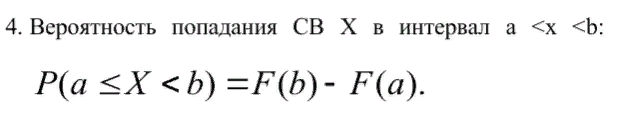 4. Вероятность попадания СВ Х в интервал а <х <b:
P(a ≤ X < b) = F(b) - F(a).